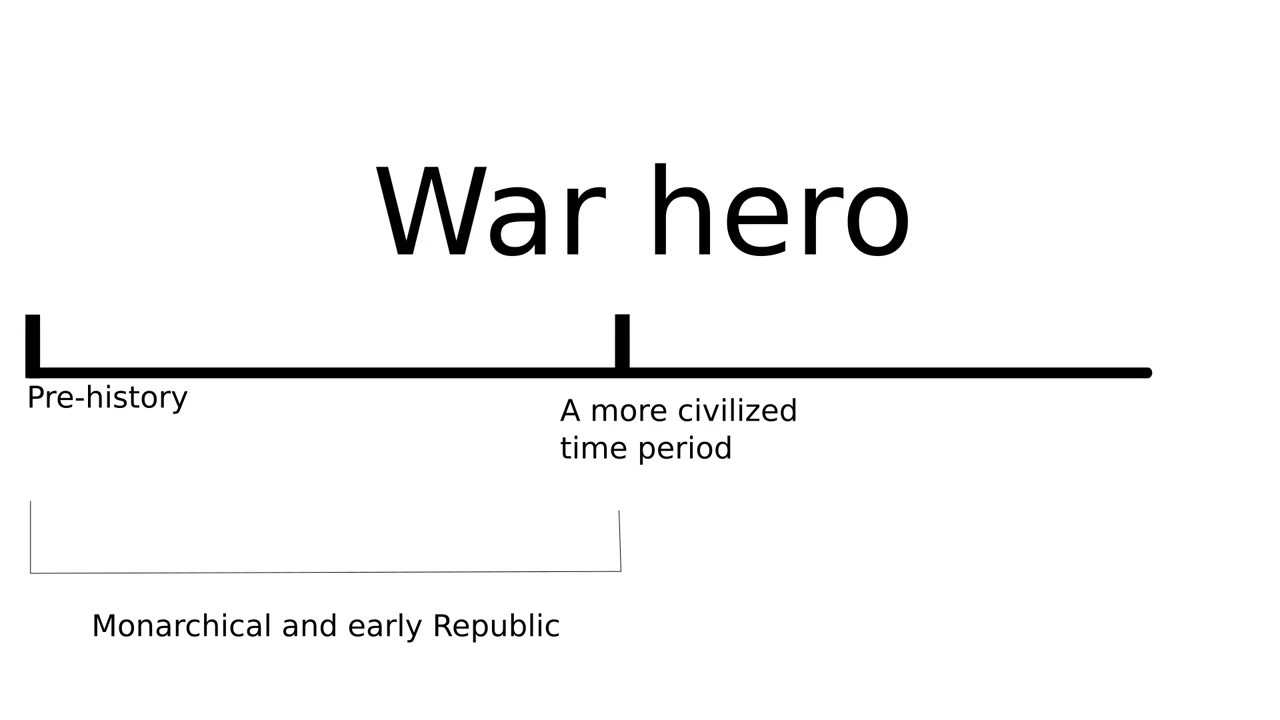 War hero
Pre-history
A more civilized
time period
Monarchical and early Republic